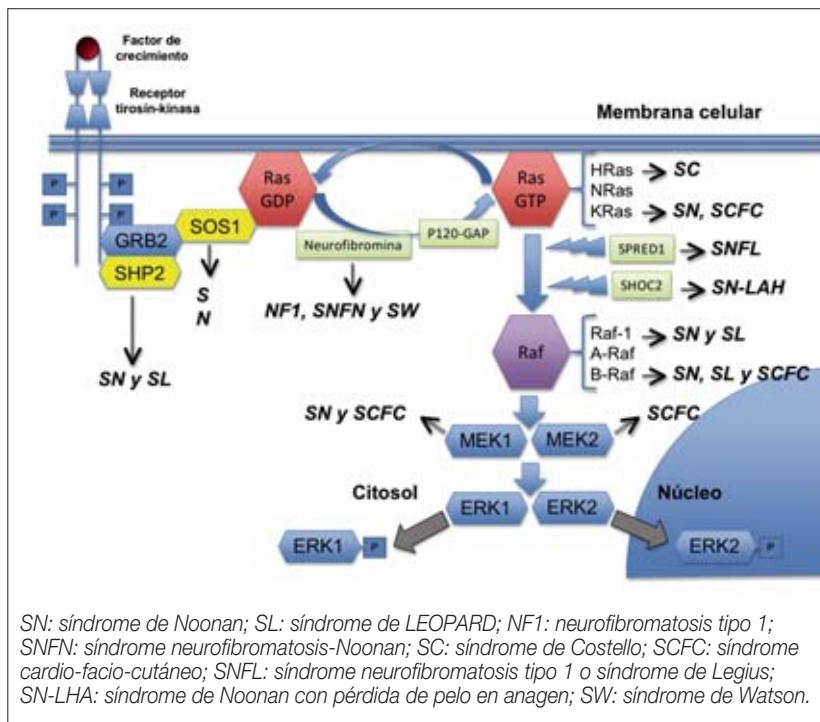 Factor de
crecimiento
Receptor
tirosin-kinasa
Membrana celular
P
P
P
P
GRB2
SHP2
SOS1
Ras
GDP
Neurofibromina
P120-GAP
Ras
GTP
HRas
SC
NRas
KRas
SN, SCFC
SPRED1
SNFL
SHOC2
SN-LAH
S
N
NF1, SNFN y SW
SN y SL
Raf
Raf-1
SN y SL
A-Raf
B-Raf
SN, SL y SCFC
SN y SCFC
SCFC
MEK1
MEK2
Citosol
Núcleo
ERK1
ERK2
ERK1
P
ERK2
P
SN: síndrome de Noonan; SL: síndrome de LEOPARD; NF1: neurofibromatosis tipo 1;
SNFN: síndrome neurofibromatosis-Noonan; SC: síndrome de Costello; SCFC: síndrome
cardio-facio-cutáneo; SNFL: síndrome neurofibromatosis tipo 1 o síndrome de Legius;
SN-LHA: síndrome de Noonan con pérdida de pelo en anagen; SW: síndrome de Watson.